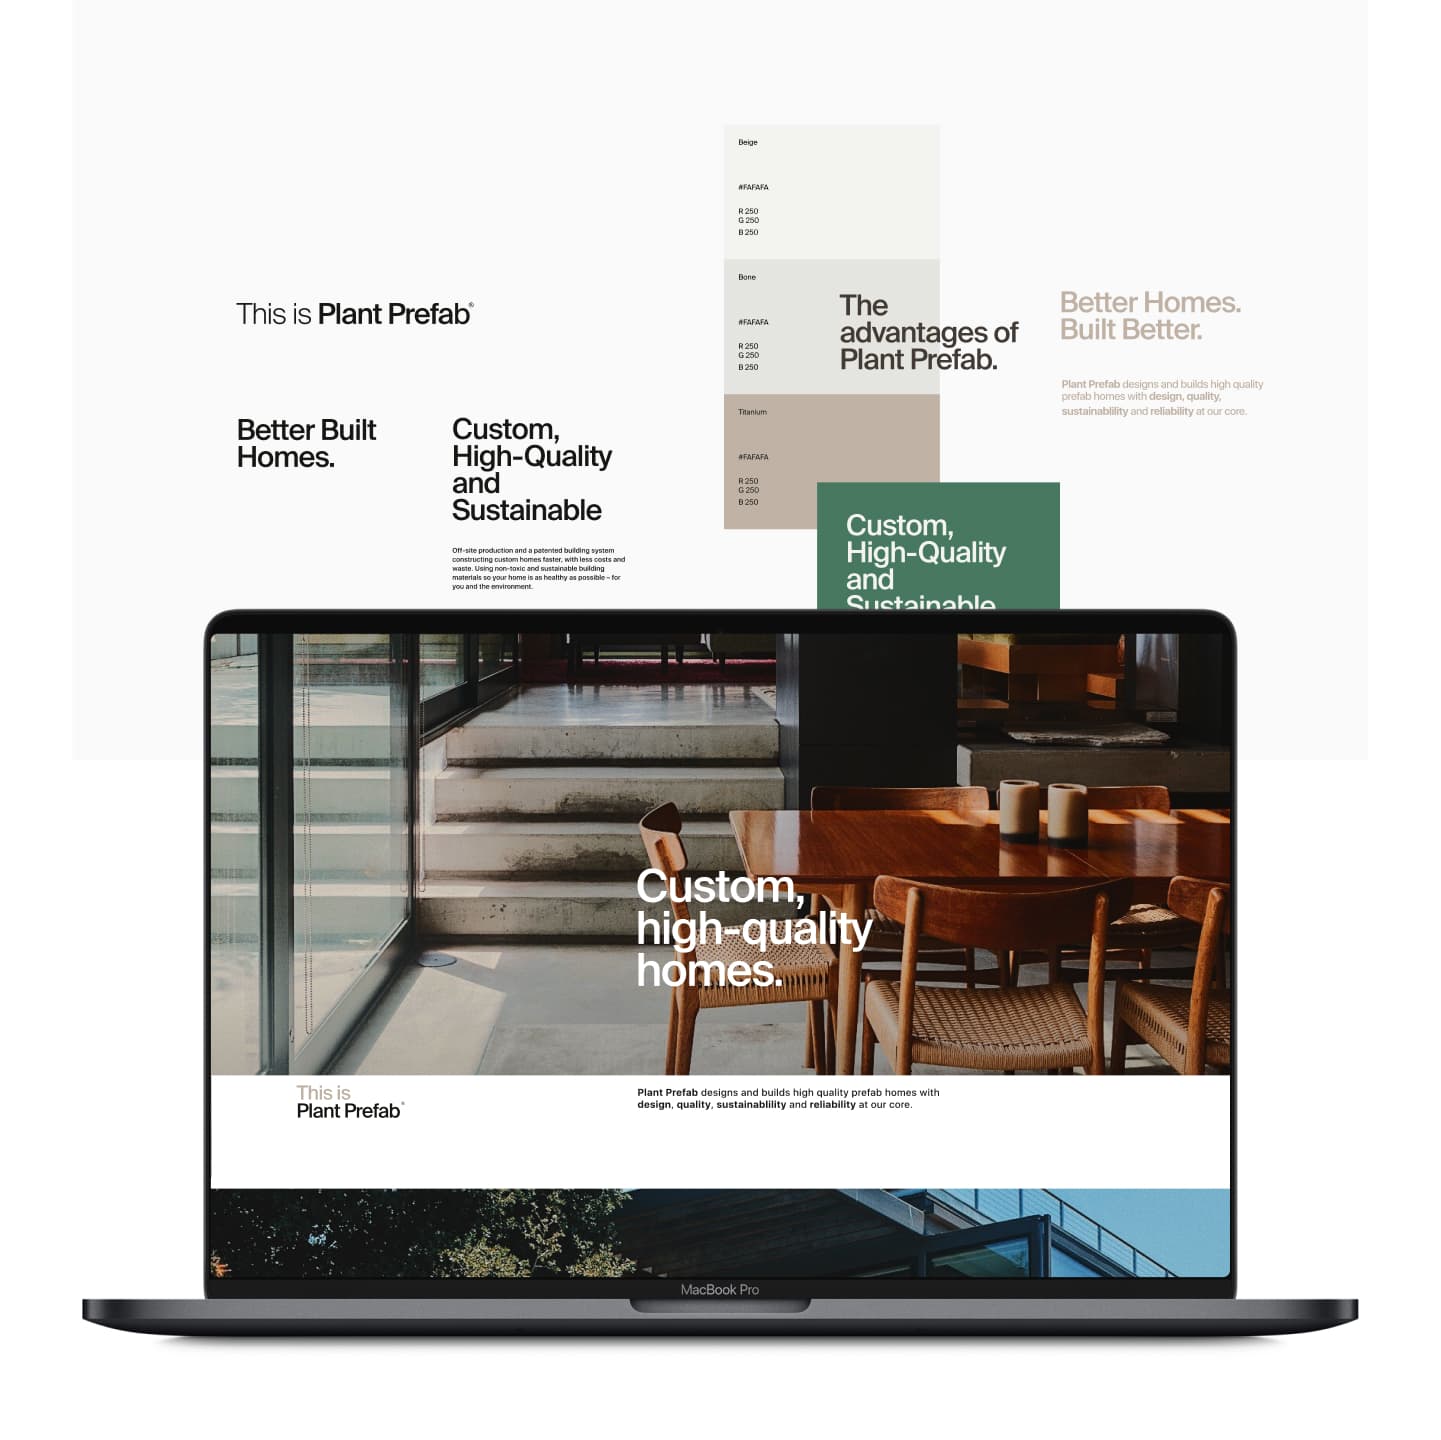 This is Plant Prefab®
Better Built
Homes.
Custom,
High-Quality
and
Sustainable
Off-site production and a patented building system
constructing custom homes faster, with less costs and
waste. Using non-toxic and sustainable building
materials so your home is as healthy as possible – for
you and the environment.
Beige
#FAFAFA
R 250
G 250
B 250
Bone
#FAFAFA
R 250
G 250
B 250
Titanium
#FAFAFA
R 250
G 250
B 250
The
advantages of
Plant Prefab.
Better Homes.
Built Better.
Plant Prefab designs and builds high quality
prefab homes with design, quality,
sustainablility and reliability at our core.
Custom,
High-Quality
and
Sustainable
Custom,
high-quality
homes.
This is
Plant Prefab®
Plant Prefab designs and builds high quality prefab homes with
design, quality, sustainablility and reliability at our core.
MacBook Pro